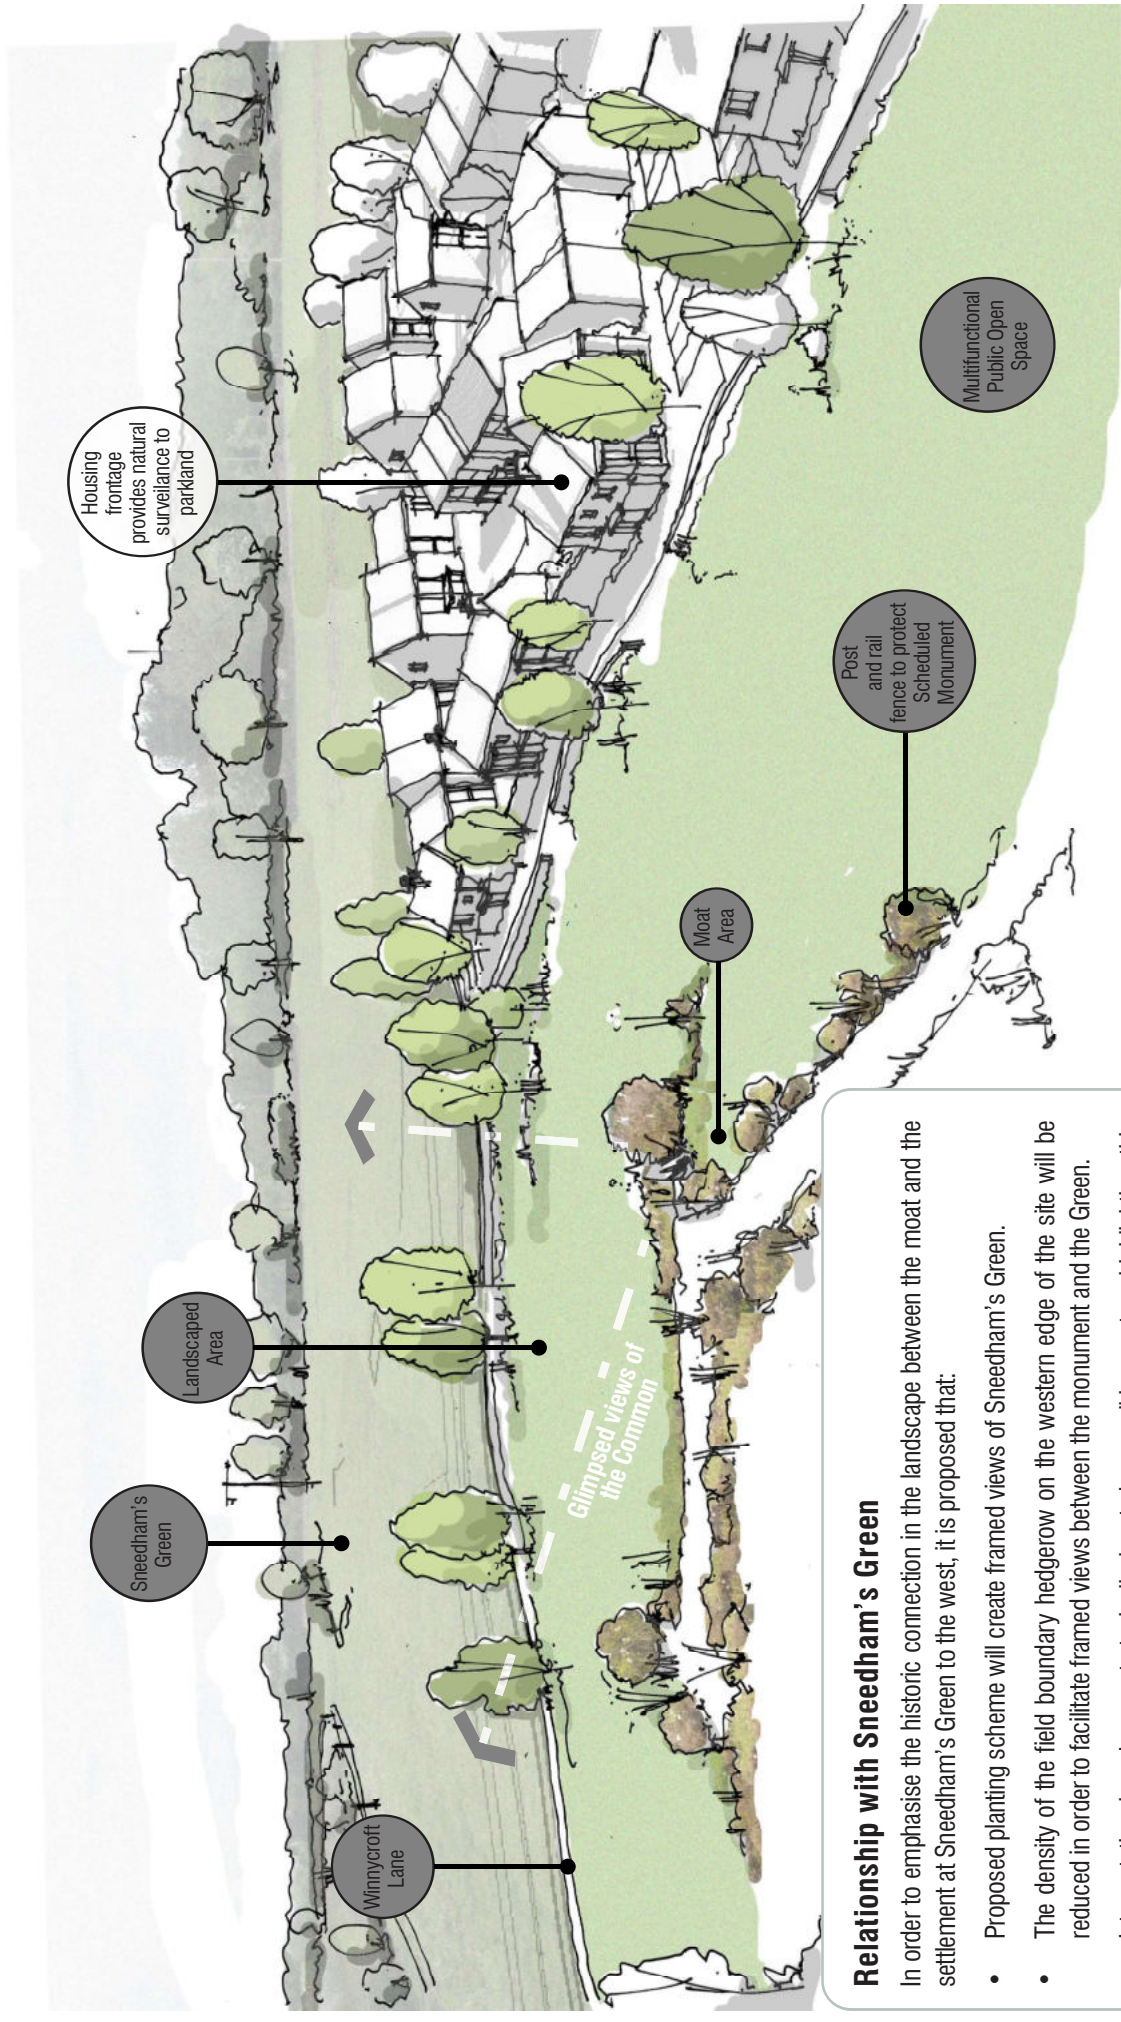 Winnycroft
Lane
Sneedham's
Green
Landscaped
Area
Housing
frontage
provides natural
surveilance to
parkland
Glimpsed views of
the Common
Moat
Area
Post
and rail
fence to protect
Scheduled
Monument
Multifunctional
Public Open
Space
Relationship with Sneedham's Green
In order to emphasise the historic connection in the landscape between the moat and the
settlement at Sneedham's Green to the west, it is proposed that:
• Proposed planting scheme will create framed views of Sneedham's Green.
• The density of the field boundary hedgerow on the western edge of the site will be
reduced in order to facilitate framed views between the monument and the Green.